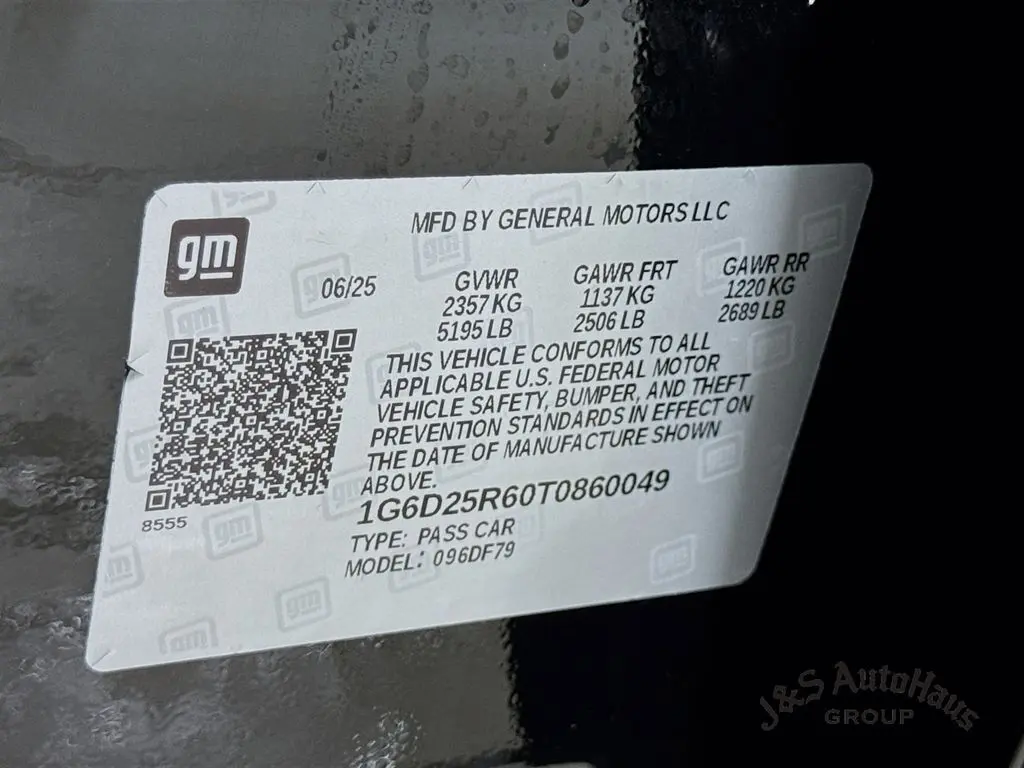 gm
MFD BY GENERAL MOTORS LLC
06/25
GVWR
2357 KG
5195 LB
GAWR FRT
1137 KG
2506 LB
GAWR RR
1220 KG
2689 LB
THIS VEHICLE CONFORMS TO ALL
APPLICABLE U.S. FEDERAL MOTOR
VEHICLE SAFETY, BUMPER, AND THEFT
PREVENTION STANDARDS IN EFFECT ON
THE DATE OF MANUFACTURE SHOWN
ABOVE.
1G6D25R60T0860049
TYPE: PASS CAR
MODEL: 096DF79
8555
J&S AutoHaus
GROUP